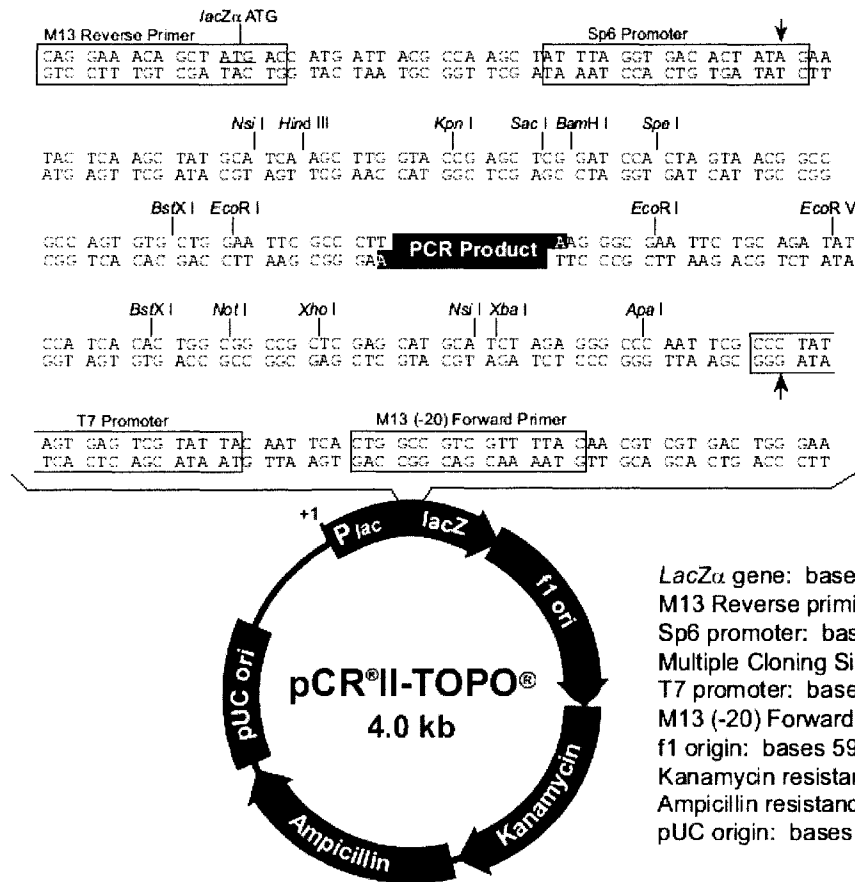 lacZα ATG
M13 Reverse Primer
Sp6 Promoter
CAG GAA ACA GCT ATG ACC ATG ATT ACG CCA AGC TAT TTA GGT GAC ACT ATA GAA
GTC CTT TGT CGA TAC TGG TAC TAA TGC GGT TCG ATA AAT CCA CTG TGA TAT CTT
Nsi I Hind III Kpn I Sac I BamH I Spe I
TAC TCA AGC TAT GCA TCA AGC TTG GTA CCG AGC TCG GAT CCA CTA GTA ACG GCC
ATG AGT TCG ATA CGT AGT TCG AAC CAT GGC TCG AGC CTA GGT GAT CAT TGC CGG
BstX I EcoR I EcoR I EcoR V
GCC AGT GTG CTG GAA TTC GCC CTT PCR Product A AG GGC GAA TTC TGC AGA TAT
CGG TCA CAC GAC CTT AAG CGG GAA TTC CCG CTT AAG ACG TCT ATA
BstX I Not I Xho I Nsi I Xba I Apa I
CCA TCA CAC TGG CGG CCG CTC GAG CAT GCA TCT AGA GGG CCC AAT TCG CCC TAT
GGT AGT GTG ACC GCC GGC GAG CTC GTA CGT AGA TCT CCC GGG TTA AGC GGG ATA
T7 Promoter M13 (-20) Forward Primer
AGT GAG TCG TAT TAC AAT TCA CTG GCC GTC GTT TTA CAA CGT CGT GAC TGG GAA
TCA CTC AGC ATA ATG TTA AGT GAC CGG CAG CAA AAT GTT GCA GCA CTG ACC CTT
+1
P lac
lacZ
f1 ori
Kanamycin
Ampicillin
pUC ori
pCR®II-TOPO®
4.0 kb
LacZα gene: base
M13 Reverse primi
Sp6 promoter: bas
Multiple Cloning Si
T7 promoter: base
M13 (-20) Forward
f1 origin: bases 59
Kanamycin resistar
Ampicillin resistanc
pUC origin: bases